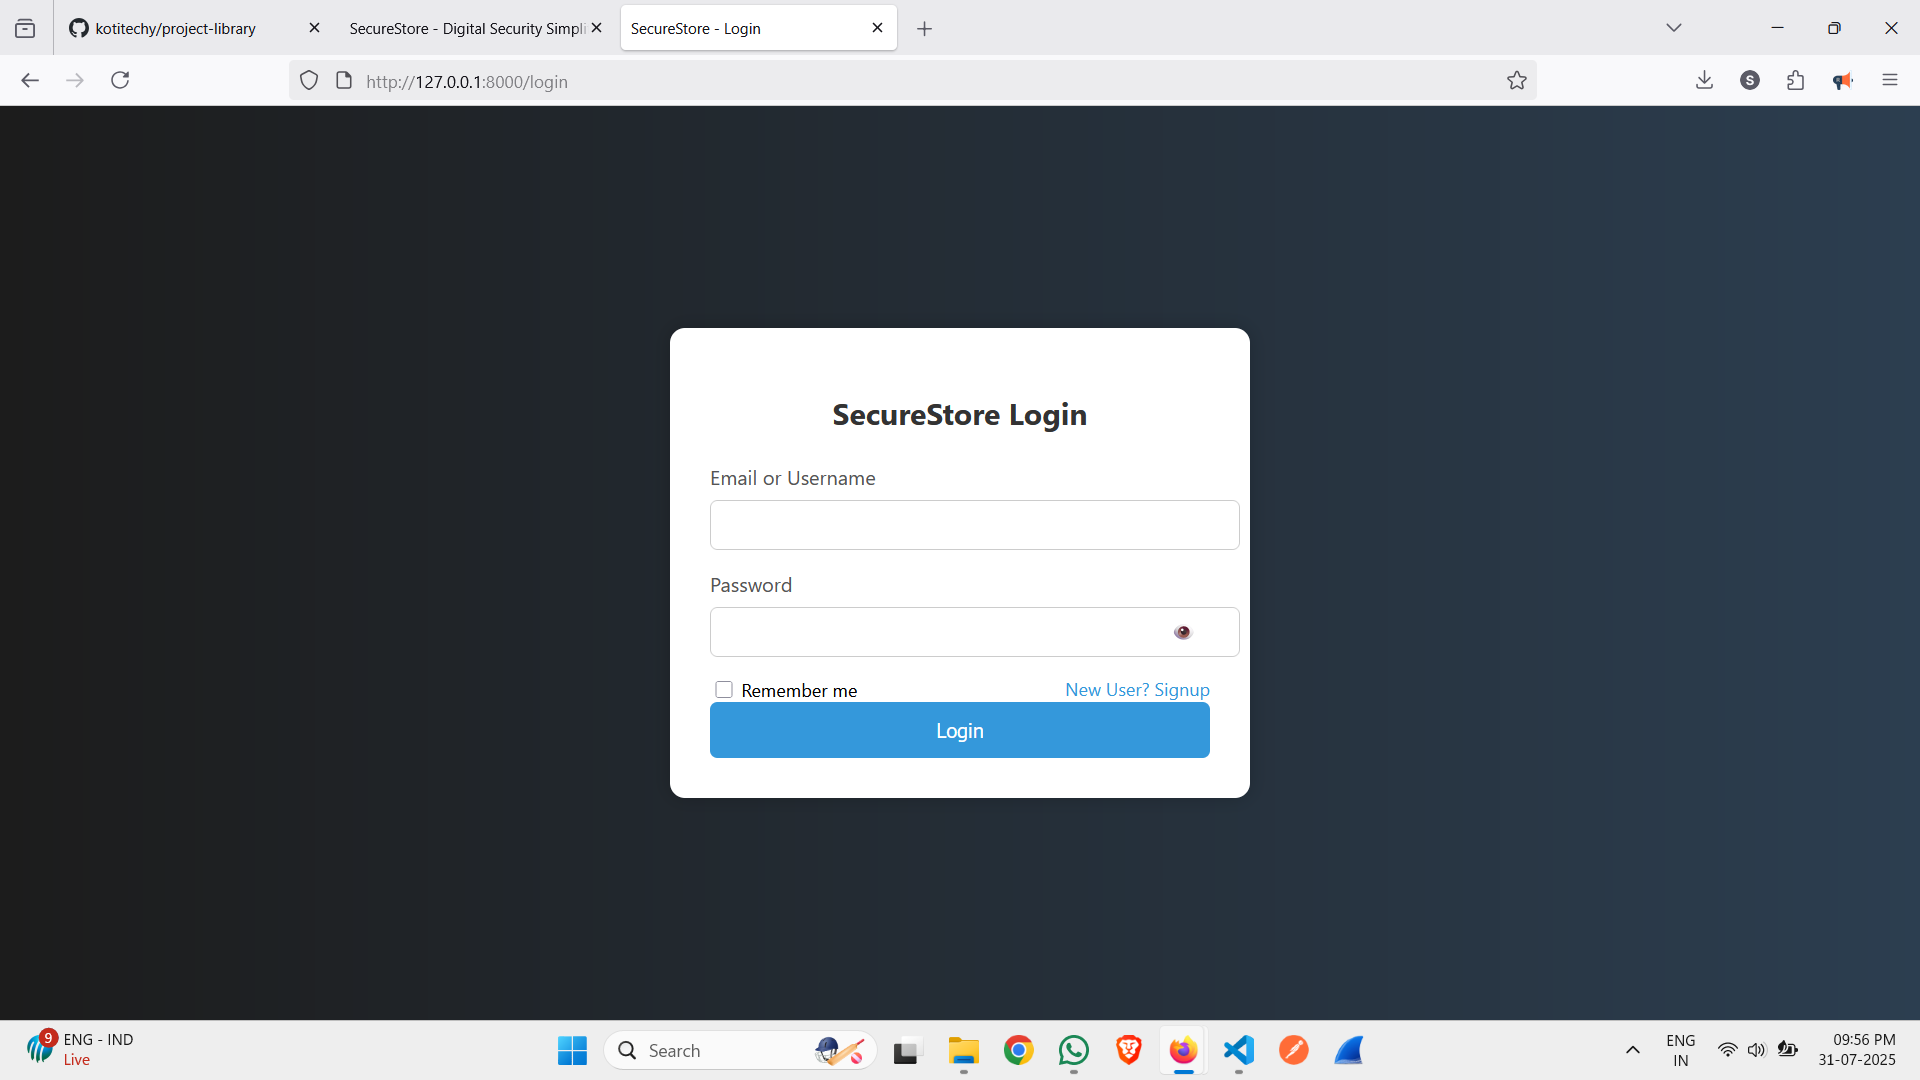 kotitechy/project-library
SecureStore - Digital Security Simpli
SecureStore - Login
http://127.0.0.1:8000/login
S
SecureStore Login
Email or Username
Password
Remember me
New User? Signup
Login
9
ENG - IND
Live
Search
ENG
IN
09:56 PM
31-07-2025